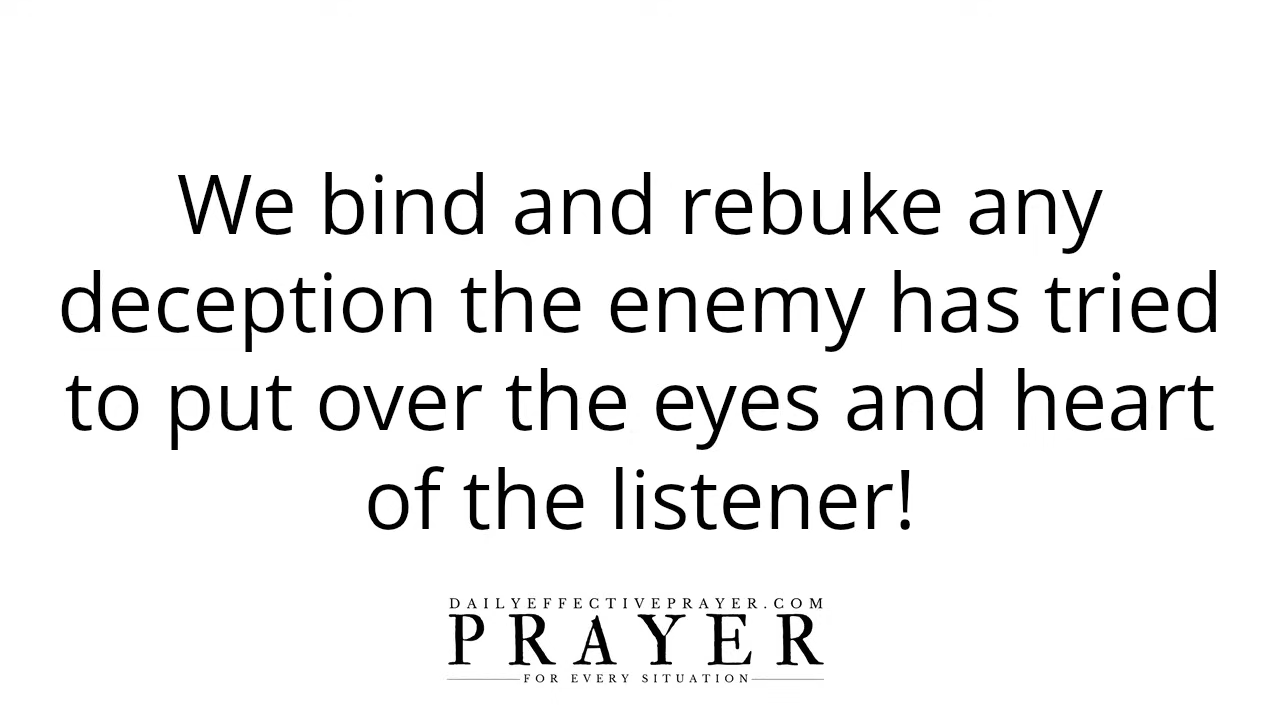 We bind and rebuke any
deception the enemy has tried
to put over the eyes and heart
of the listener!
DAILYEFFECTIVEPRAYER.COM
PRAYER
FOR EVERY SITUATION